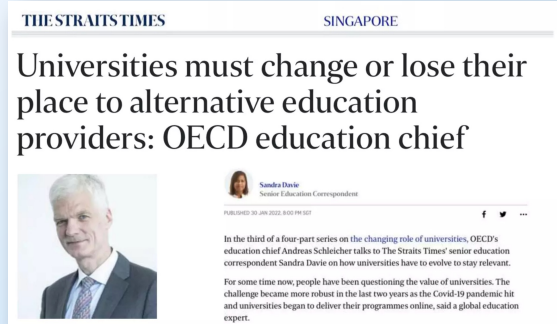 THE STRAITS TIMES
SINGAPORE
Universities must change or lose their
place to alternative education
providers: OECD education chief
Sandra Davie
Senior Education Correspondent
PUBLISHED 30 JAN 2022, 8:00 PM SGT
In the third of a four-part series on the changing role of universities, OECD's
education chief Andreas Schleicher talks to The Straits Times' senior education
correspondent Sandra Davie on how universities have to evolve to stay relevant.
For some time now, people have been questioning the value of universities. The
challenge became more robust in the last two years as the Covid-19 pandemic hit
and universities began to deliver their programmes online, said a global education
expert.